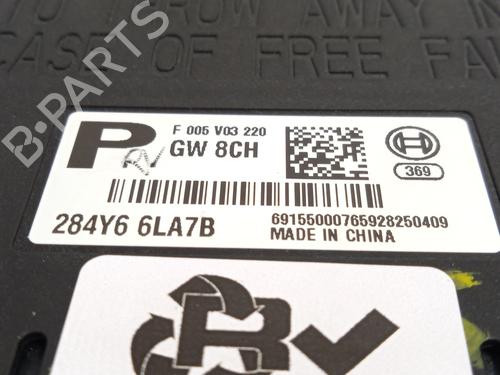 TO THROW AWAY IN
CASE OF FREE FA
B-PARTS
P
RV
F 005 V03 220
GW 8CH
369
284Y6 6LA7B
69155000765928250409
MADE IN CHINA
R